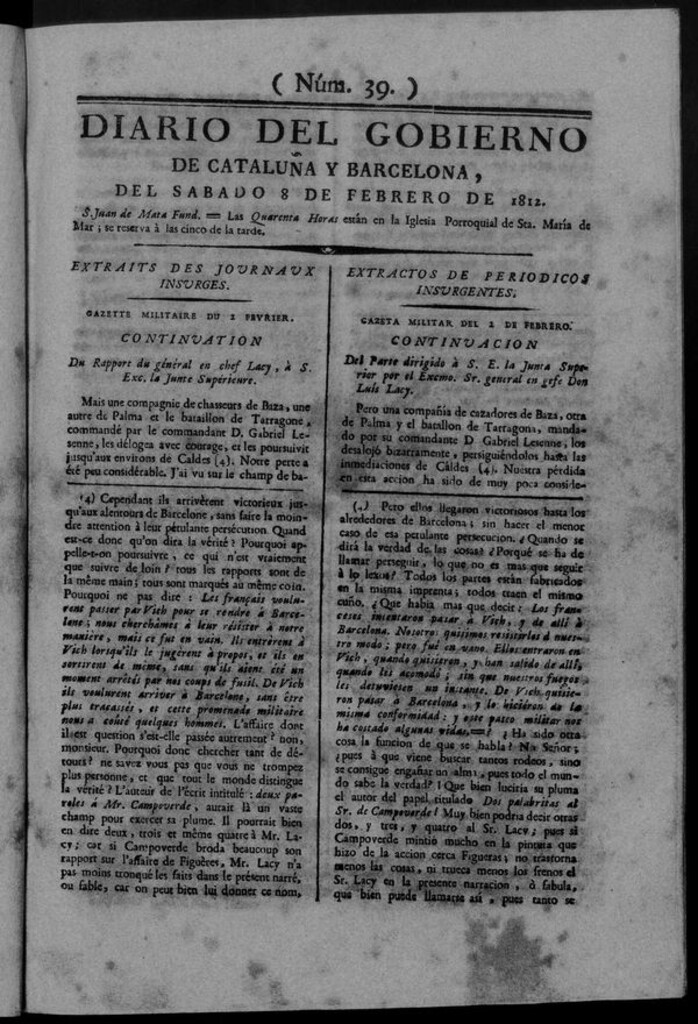 ( Núm. 39. )
DIARIO DEL GOBIERNO
DE CATALUÑA Y BARCELONA,
DEL SABADO 8 DE FEBRERO DE 1812.
S. Juan de Mata Fund. = Las Quarenta Horas están en la Iglesia Porroquial de Sta. María de
Mar; se reserva á las cinco de la tarde.
EXTRAITS DES JOURNAUX
INSURGES.
GAZETTE MILITAIRE DU 2 FEVRIER.
CONTINVATION
Du Rapport du général en chef Lacy, à S.
Exc. la Junte Supérieure.
Mais une compagnie de chasseurs de Baza, une
autre de Palma et le bataillon de Tarragone,
commandé par le commandant D. Gabriel Le-
senne, les délogea avec courage, et les poursuivit
jusqu'aux environs de Caldes (4). Notre perte a
été peu considérable. J'ai vu sur le champ de ba-
(4) Cependant ils arrivèrent victorieux jus-
qu'aux alentours de Barcelone, sans faire la moin-
dre attention à leur pétulante persécution. Quand
est-ce donc qu'on dira la vérité? Pourquoi ap-
pelle-t-on poursuivre, ce qui n'est vraiement
que suivre de loin? tous les rapports sont de
la même main; tous sont marqués au même coin.
Pourquoi ne pas dire : Les français voulu-
rent passer par Vich pour se rendre à Barce-
lone; nous cherchâmes à leur résister à notre
manière, mais ce fut en vain. Ils entrèrent à
Vich lorsqu'ils le jugèrent à propos, et ils en
sortirent de même, sans qu'ils aient été un
moment arrêtés par nos coups de fusil. De Vich
ils voulurent arriver à Barcelone, sans être
plus tracassés, et cette promenade militaire
nous a coûté quelques hommes. L'affaire dont
il est question s'est-elle passée autrement? non,
monsieur. Pourquoi donc chercher tant de dé-
tours? ne savez vous pas que vous ne trompez
plus personne, et que tout le monde distingue
la vérité? L'auteur de l'écrit intitulé : deux pa-
roles à Mr. Campoverde, aurait là un vaste
champ pour exercer sa plume. Il pourrait bien
en dire deux, trois et même quatre à Mr. La-
cy; car si Campoverde broda beaucoup son
rapport sur l'affaire de Figuères, Mr. Lacy n'a
pas moins tronqué les faits dans le présent narré,
ou fable, car on peut bien lui donner ce nom,
EXTRACTOS DE PERIODICOS
INSURGENTES.
GAZETA MILITAR DEL 2 DE FEBRERO.
CONTINVACION
Del Parte dirigido à S. E. la Junta Supe-
rior por el Excmo. Sr. general en gefe Don
Luis Lacy.
Pero una compañía de cazadores de Baza, otra
de Palma y el batallon de Tarragona, manda-
do por su comandante D Gabriel Lesenne, los
desalojó bizarramente, persiguiéndolos hasta las
inmediaciones de Caldes (4). Nuestra pérdida
en esta accion ha sido de muy poca conside-
(4) Pero ellos llegaron victoriosos hasta los
alrededores de Barcelona; sin hacer el menor
caso de esa petulante persecucion. ¿Quando se
dirá la verdad de las cosas? ¿Porqué se ha de
llamar perseguir, lo que no es mas que seguir
à lo lexos? Todos los partes están fabricados
en la misma imprenta; todos traen el mismo
cuño. ¿Que habia mas que decir: Los fran-
ceses intentaron pasar à Vich, y de allí à
Barcelona. Nosotros quisimos resistirlos à nues-
tro modo; pero fué en vano. Ellos entraron en
Vich, quando quisieron, y han salido de allí,
quando les acomodó; sin que nuestros fuegos
les detuviesen un instante. De Vich quisie-
ron pasar à Barcelona, y lo hicièron de la
misma conformidad: y este paseo militar nos
ha costado algunas vidas.=? ¿Ha sido otra
cosa la funcion de que se habla? No Señor;
¿pues à que viene buscar tantos rodeos, sino
se consigue engañar un alma, pues todo el mun-
do sabe la verdad? ¡Que bien luciria su pluma
el autor del papel titulado Dos palabritas al
Sr. de Campoverde! Muy bien podria decir otras
dos, y tres, y quatro al Sr. Lacy; pues si
Campoverde mintió mucho en la pintura que
hizo de la accion cerca Figueras; no trastorna
menos las cosas, ni trueca menos los frenos el
Sr. Lacy en la presente narracion, ò fabula,
que bien puede llamarse asi, pues tanto se